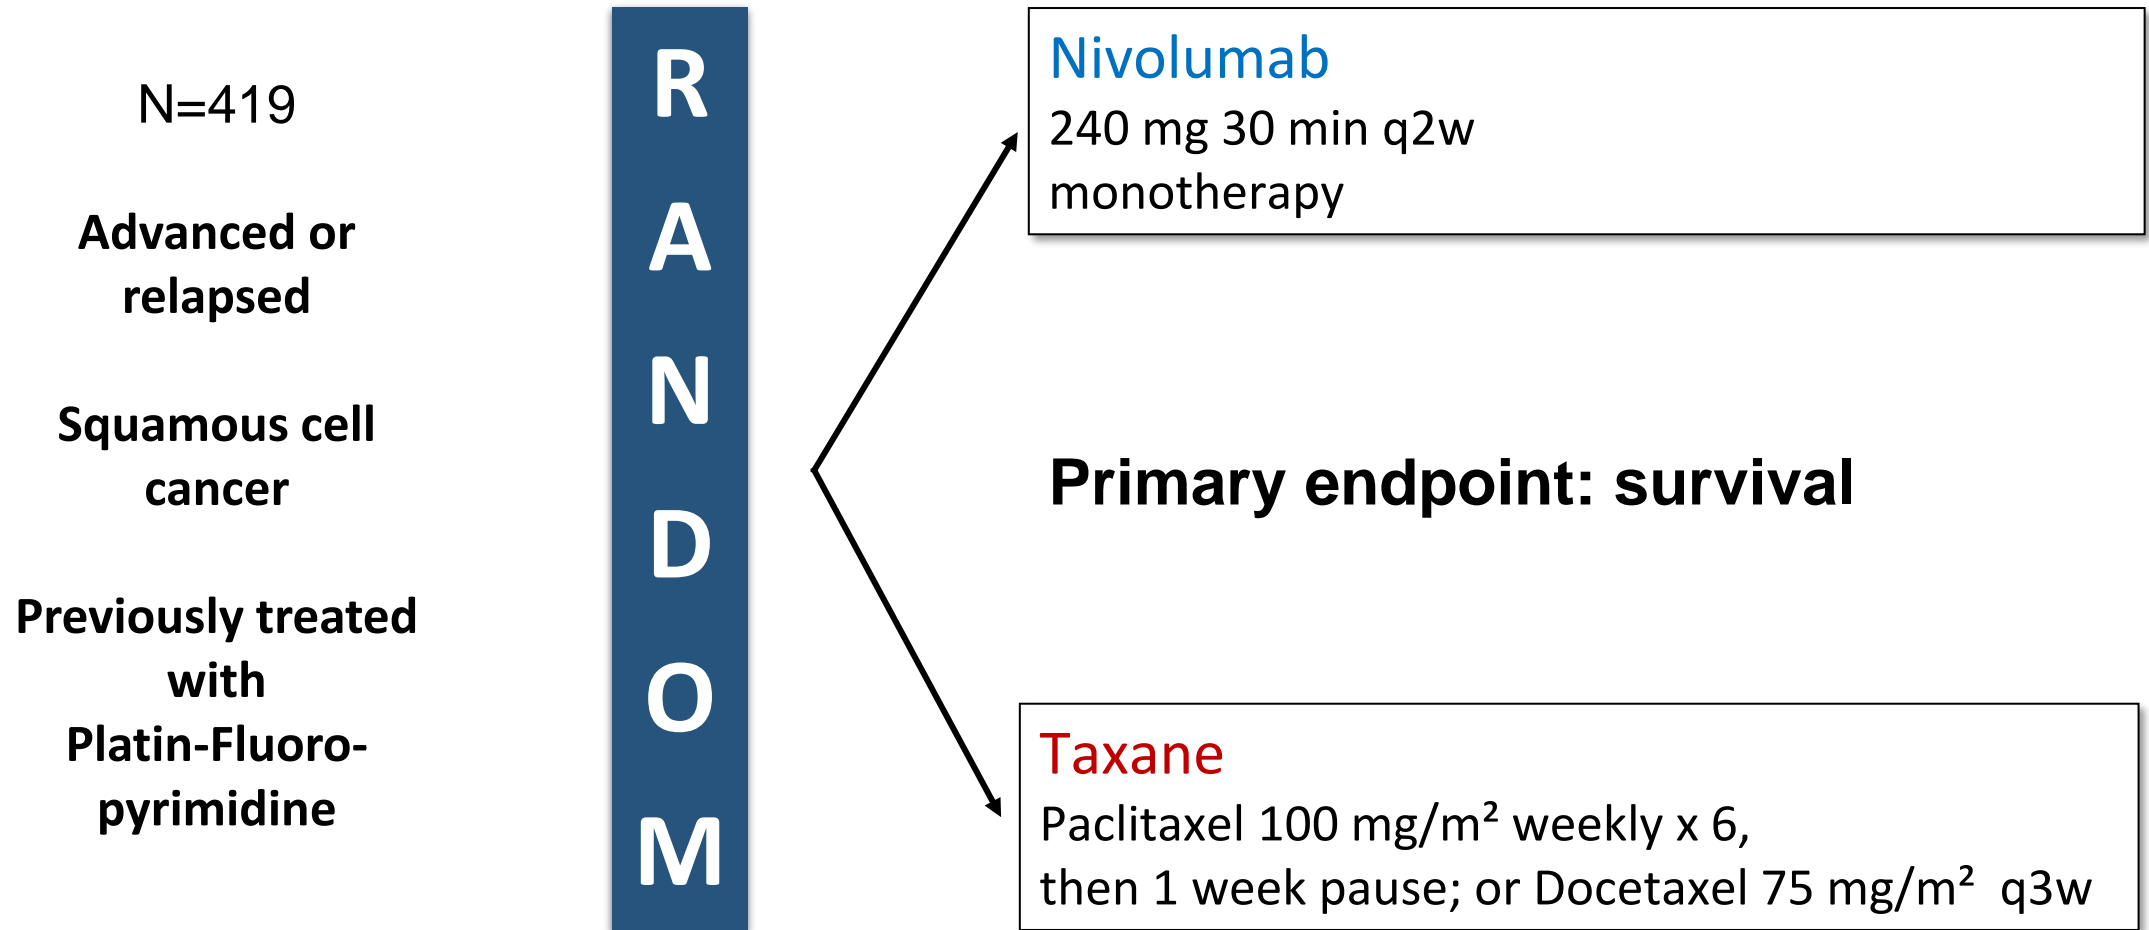 N=419
Advanced or
relapsed
Squamous cell
cancer
Previously treated
with
Platin-Fluoro-
pyrimidine
R
A
N
D
O
M
Nivolumab
240 mg 30 min q2w
monotherapy
Primary endpoint: survival
Taxane
Paclitaxel 100 mg/m² weekly x 6,
then 1 week pause; or Docetaxel 75 mg/m² q3w